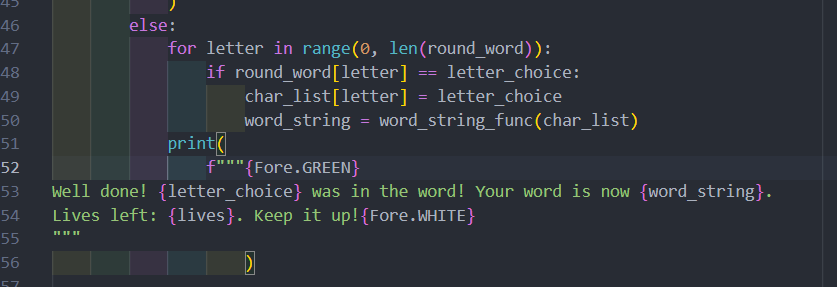 45 )
46 else:
47 for letter in range(0, len(round_word)):
48 if round_word[letter] == letter_choice:
49 char_list[letter] = letter_choice
50 word_string = word_string_func(char_list)
51 print(
52 f"""{Fore.GREEN}
53 Well done! {letter_choice} was in the word! Your word is now {word_string}.
54 Lives left: {lives}. Keep it up!{Fore.WHITE}
55 """
56 )
57